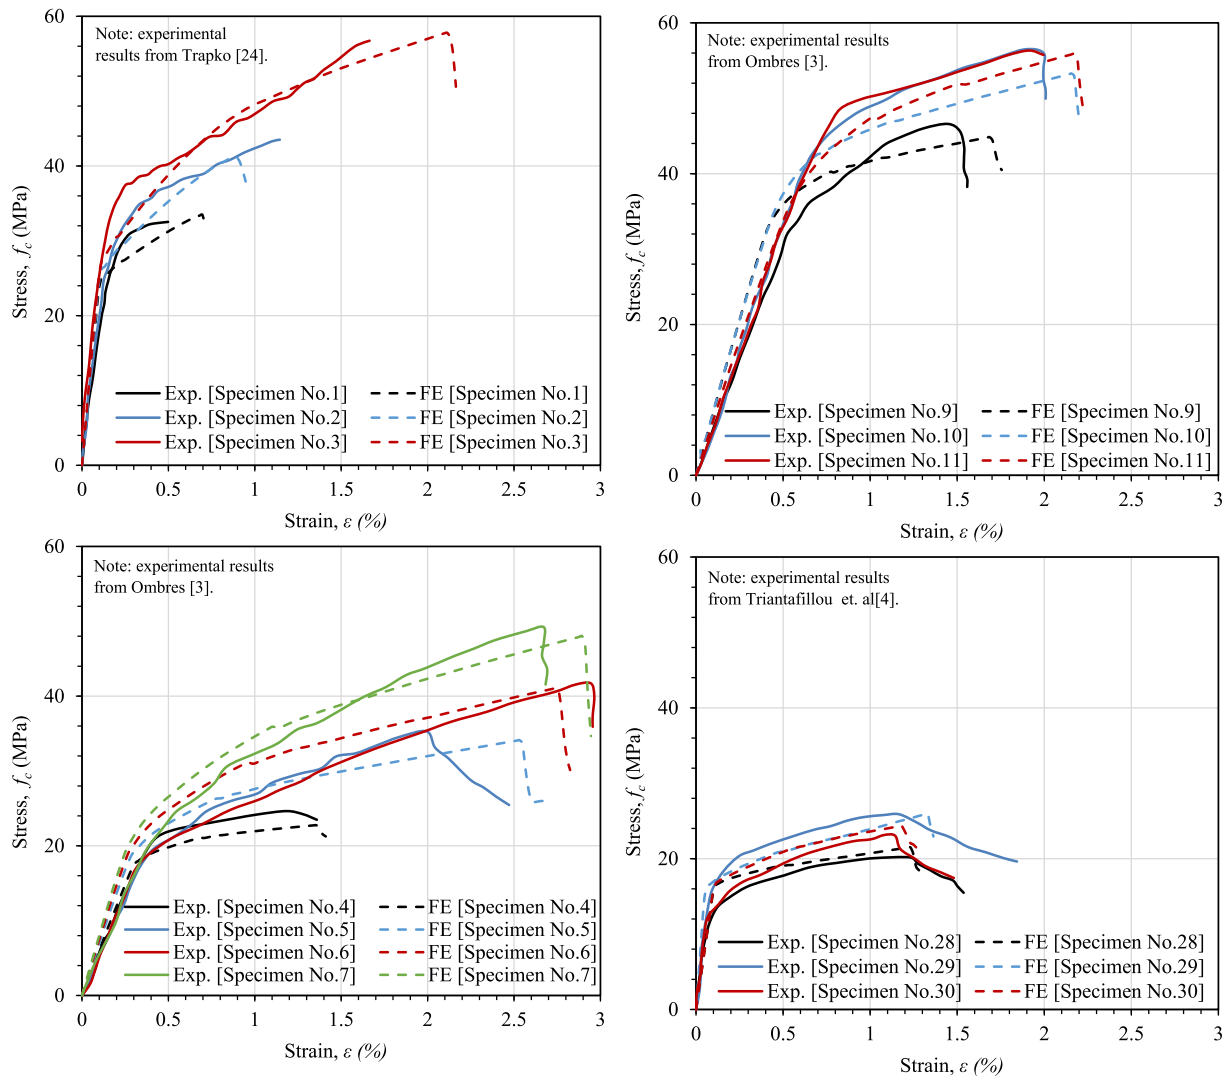 60
40
20
0
Stress, f_c (MPa)
Note: experimental
results from Trapko [24].
Exp. [Specimen No.1]
FE [Specimen No.1]
Exp. [Specimen No.2]
FE [Specimen No.2]
Exp. [Specimen No.3]
FE [Specimen No.3]
0 0.5 1 1.5 2 2.5 3
Strain, ε (%)
60
40
20
0
Stress, f_c (MPa)
Note: experimental results
from Ombres [3].
Exp. [Specimen No.9]
FE [Specimen No.9]
Exp. [Specimen No.10]
FE [Specimen No.10]
Exp. [Specimen No.11]
FE [Specimen No.11]
0 0.5 1 1.5 2 2.5 3
Strain, ε (%)
60
40
20
0
Stress, f_c (MPa)
Note: experimental results
from Ombres [3].
Exp. [Specimen No.4]
FE [Specimen No.4]
Exp. [Specimen No.5]
FE [Specimen No.5]
Exp. [Specimen No.6]
FE [Specimen No.6]
Exp. [Specimen No.7]
FE [Specimen No.7]
0 0.5 1 1.5 2 2.5 3
Strain, ε (%)
60
40
20
0
Stress, f_c (MPa)
Note: experimental results
from Triantafillou et. al[4].
Exp. [Specimen No.28]
FE [Specimen No.28]
Exp. [Specimen No.29]
FE [Specimen No.29]
Exp. [Specimen No.30]
FE [Specimen No.30]
0 0.5 1 1.5 2 2.5 3
Strain, ε (%)